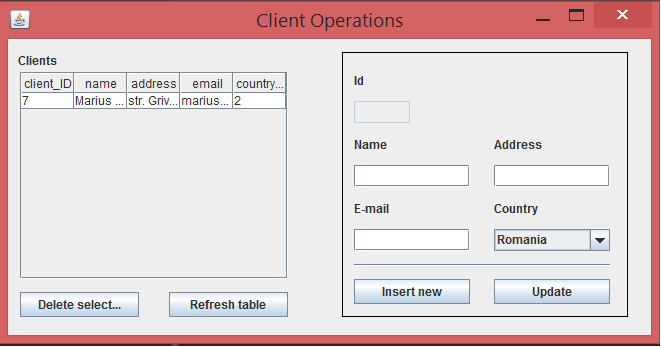 Client Operations
Clients
client_ID name address email country...
7 Marius ... str. Griv... marius... 2
Delete select... Refresh table
Id
Name Address
E-mail Country
Romania
Insert new Update